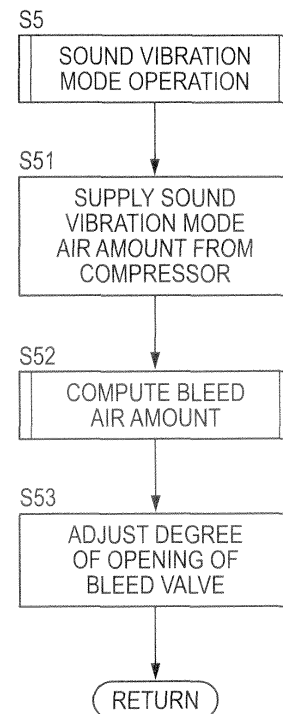 S5
SOUND VIBRATION
MODE OPERATION
S51
SUPPLY SOUND
VIBRATION MODE
AIR AMOUNT FROM
COMPRESSOR
S52
COMPUTE BLEED
AIR AMOUNT
S53
ADJUST DEGREE
OF OPENING OF
BLEED VALVE
RETURN